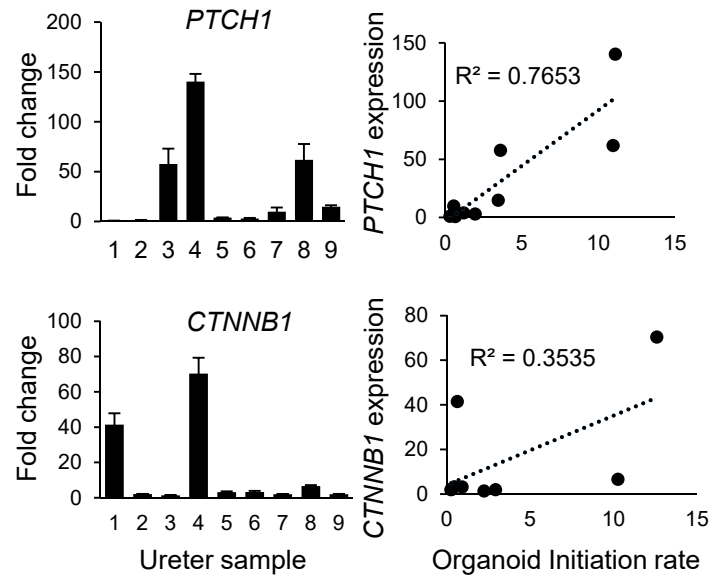 PTCH1
Fold change
200
150
100
50
0
1 2 3 4 5 6 7 8 9
PTCH1 expression
150
100
50
0
R² = 0.7653
0 5 10 15
CTNNB1
Fold change
100
80
60
40
20
0
1 2 3 4 5 6 7 8 9
Ureter sample
CTNNB1 expression
80
60
40
20
0
R² = 0.3535
0 5 10 15
Organoid Initiation rate